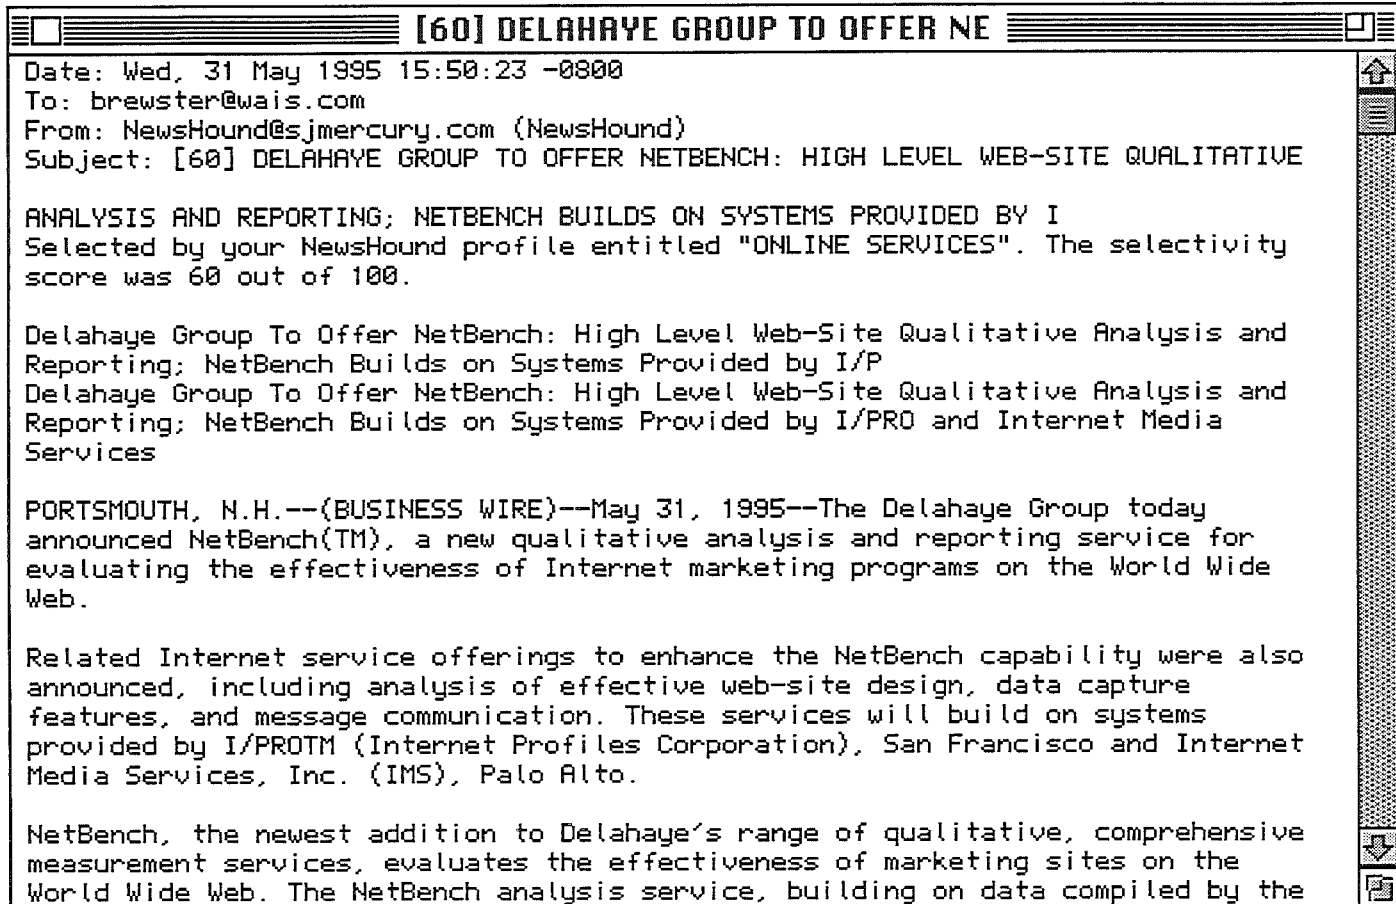 [60] DELAHAYE GROUP TO OFFER NE
Date: Wed, 31 May 1995 15:50:23 -0800
To: brewster@wais.com
From: NewsHound@sjmercury.com (NewsHound)
Subject: [60] DELAHAYE GROUP TO OFFER NETBENCH: HIGH LEVEL WEB-SITE QUALITATIVE
ANALYSIS AND REPORTING; NETBENCH BUILDS ON SYSTEMS PROVIDED BY I
Selected by your NewsHound profile entitled "ONLINE SERVICES". The selectivity
score was 60 out of 100.
Delahaye Group To Offer NetBench: High Level Web-Site Qualitative Analysis and
Reporting; NetBench Builds on Systems Provided by I/P
Delahaye Group To Offer NetBench: High Level Web-Site Qualitative Analysis and
Reporting; NetBench Builds on Systems Provided by I/PRO and Internet Media
Services
PORTSMOUTH, N.H.--(BUSINESS WIRE)--May 31, 1995--The Delahaye Group today
announced NetBench(TM), a new qualitative analysis and reporting service for
evaluating the effectiveness of Internet marketing programs on the World Wide
Web.
Related Internet service offerings to enhance the NetBench capability were also
announced, including analysis of effective web-site design, data capture
features, and message communication. These services will build on systems
provided by I/PROTM (Internet Profiles Corporation), San Francisco and Internet
Media Services, Inc. (IMS), Palo Alto.
NetBench, the newest addition to Delahaye's range of qualitative, comprehensive
measurement services, evaluates the effectiveness of marketing sites on the
World Wide Web. The NetBench analysis service, building on data compiled by the